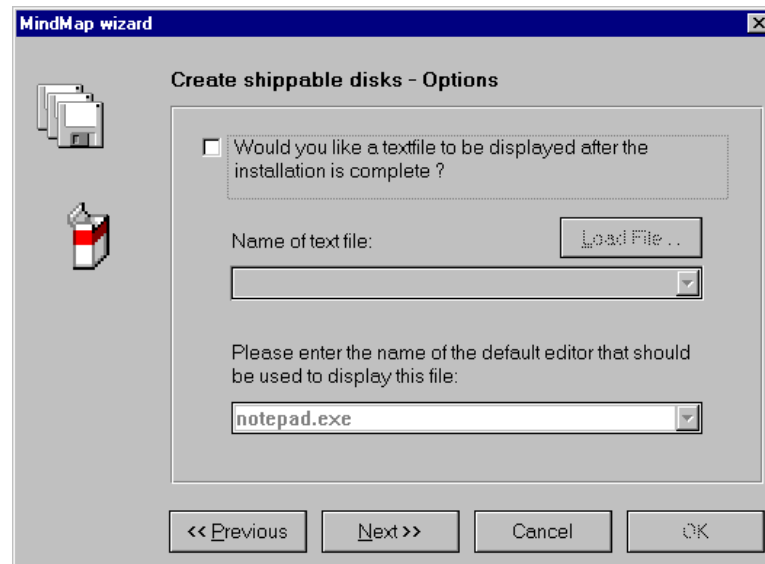 MindMap wizard
Create shippable disks - Options
Would you like a textfile to be displayed after the
installation is complete ?
Name of text file:
Load File . .
Please enter the name of the default editor that should
be used to display this file:
notepad.exe
<< Previous
Next >>
Cancel
OK